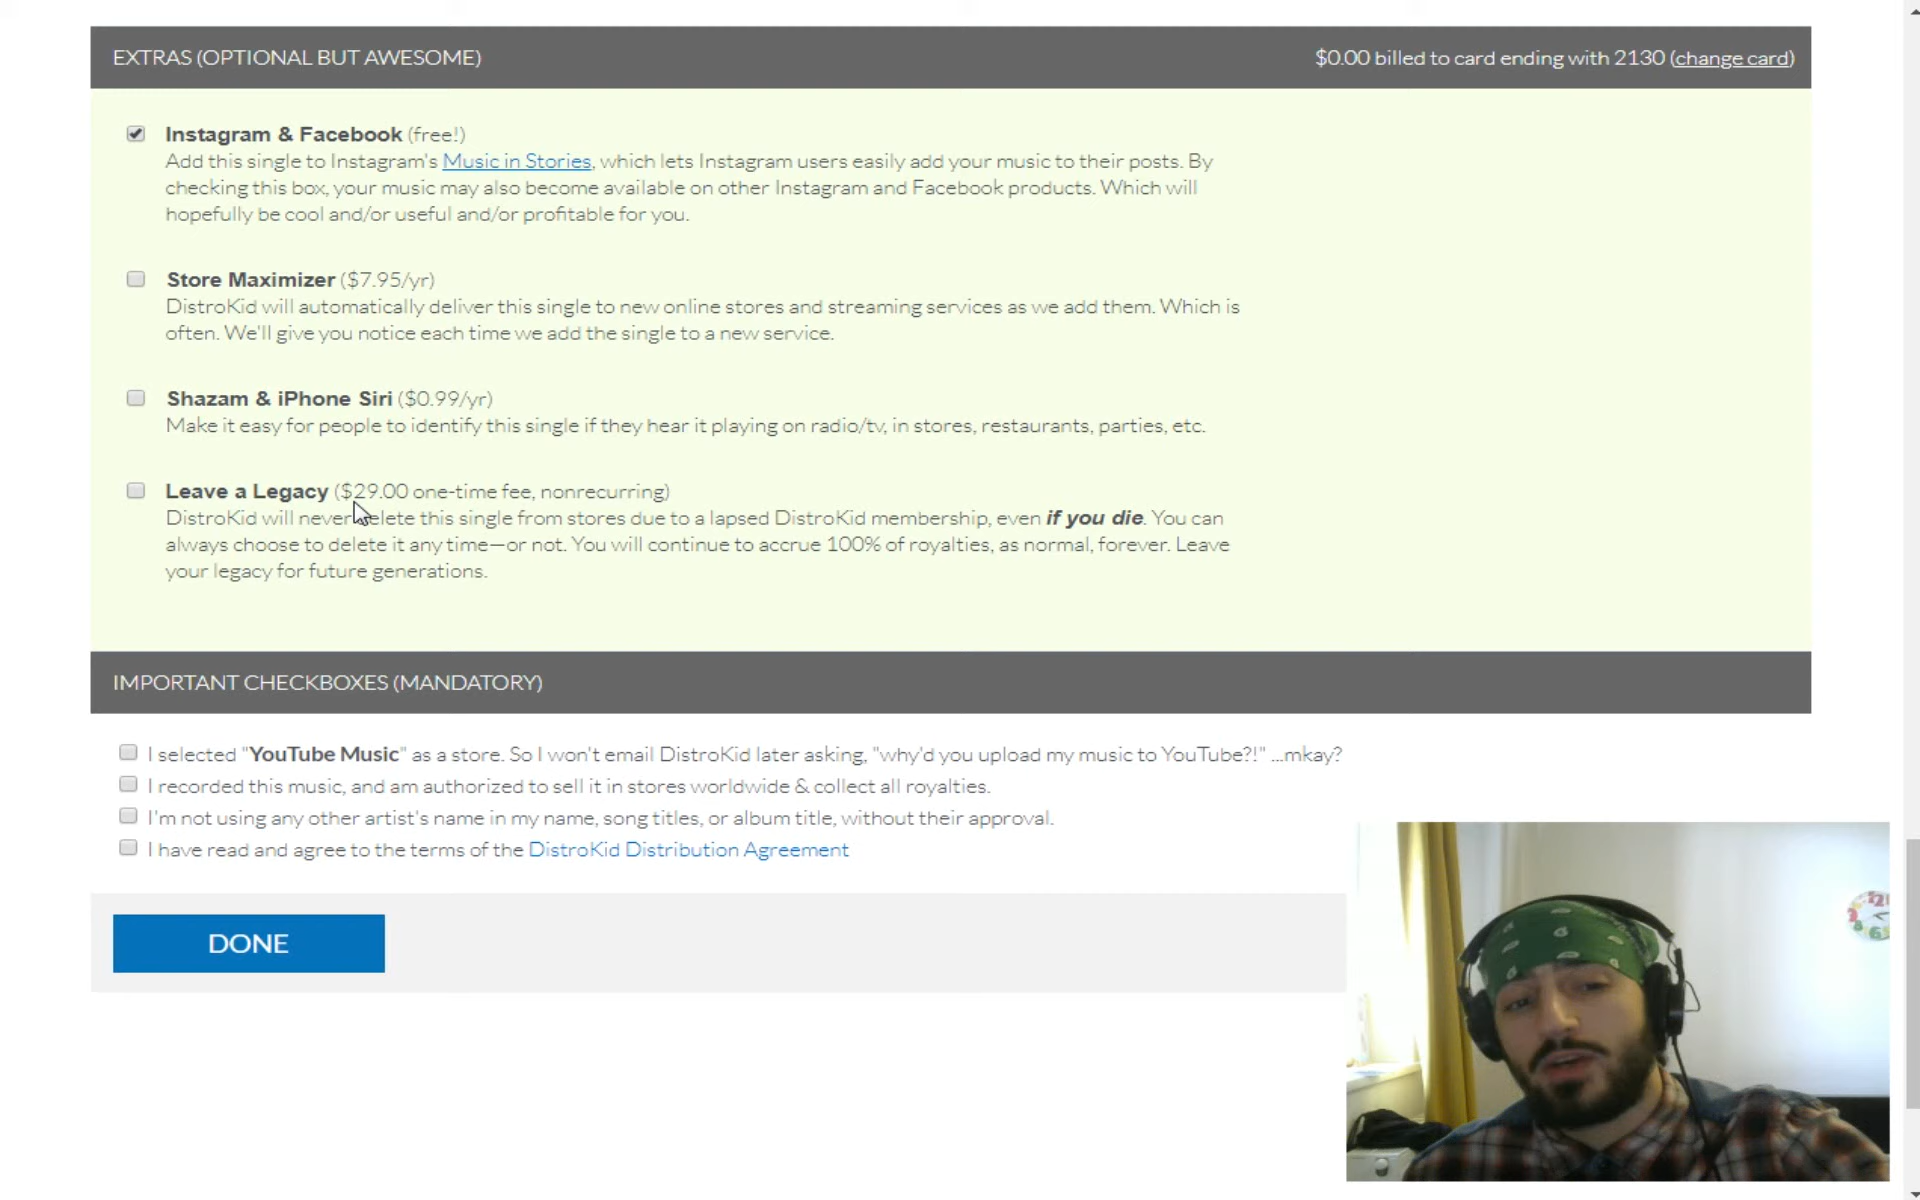 EXTRAS (OPTIONAL BUT AWESOME)
$0.00 billed to card ending with 2130 (change card)
Instagram & Facebook (free!)
Add this single to Instagram's Music in Stories, which lets Instagram users easily add your music to their posts. By
checking this box, your music may also become available on other Instagram and Facebook products. Which will
hopefully be cool and/or useful and/or profitable for you.
Store Maximizer ($7.95/yr)
DistroKid will automatically deliver this single to new online stores and streaming services as we add them. Which is
often. We'll give you notice each time we add the single to a new service.
Shazam & iPhone Siri ($0.99/yr)
Make it easy for people to identify this single if they hear it playing on radio/tv, in stores, restaurants, parties, etc.
Leave a Legacy ($29.00 one-time fee, nonrecurring)
DistroKid will never delete this single from stores due to a lapsed DistroKid membership, even if you die. You can
always choose to delete it any time—or not. You will continue to accrue 100% of royalties, as normal, forever. Leave
your legacy for future generations.
IMPORTANT CHECKBOXES (MANDATORY)
I selected "YouTube Music" as a store. So I won't email DistroKid later asking, "why'd you upload my music to YouTube?!" ...mkay?
I recorded this music, and am authorized to sell it in stores worldwide & collect all royalties.
I'm not using any other artist's name in my name, song titles, or album title, without their approval.
I have read and agree to the terms of the DistroKid Distribution Agreement
DONE